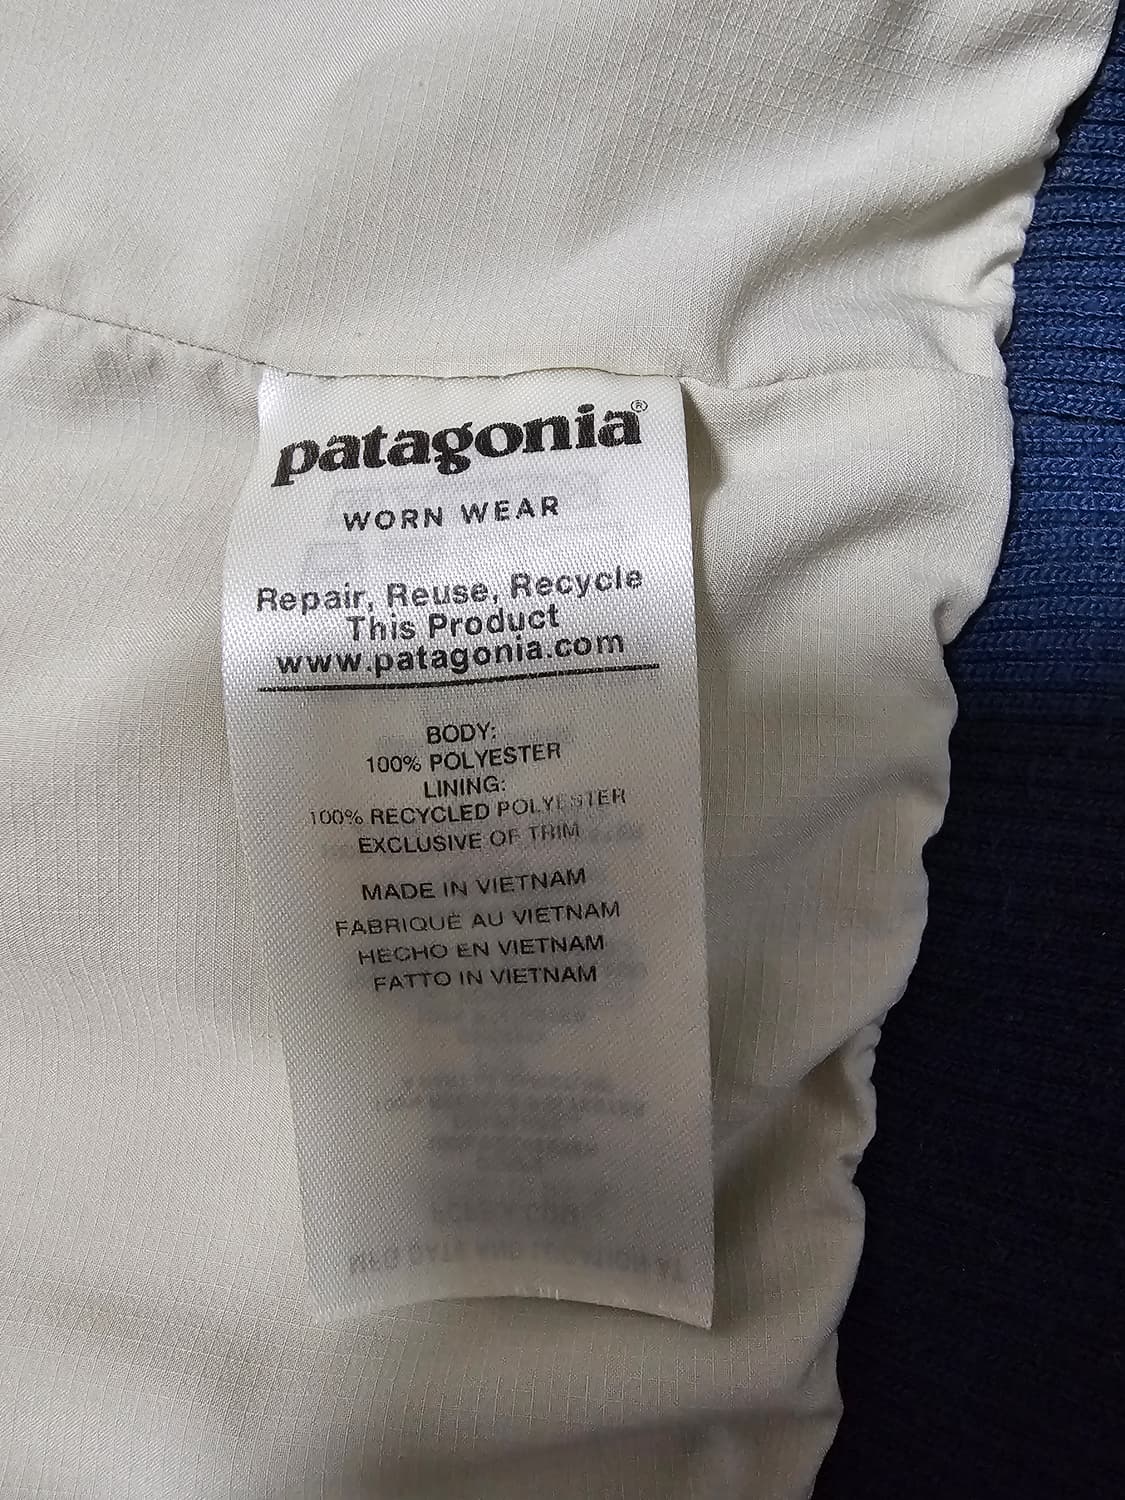 patagonia®
WORN WEAR
Repair, Reuse, Recycle
This Product
www.patagonia.com
BODY:
100% POLYESTER
LINING:
100% RECYCLED POLYESTER
EXCLUSIVE OF TRIM
MADE IN VIETNAM
FABRIQUÉ AU VIETNAM
HECHO EN VIETNAM
FATTO IN VIETNAM